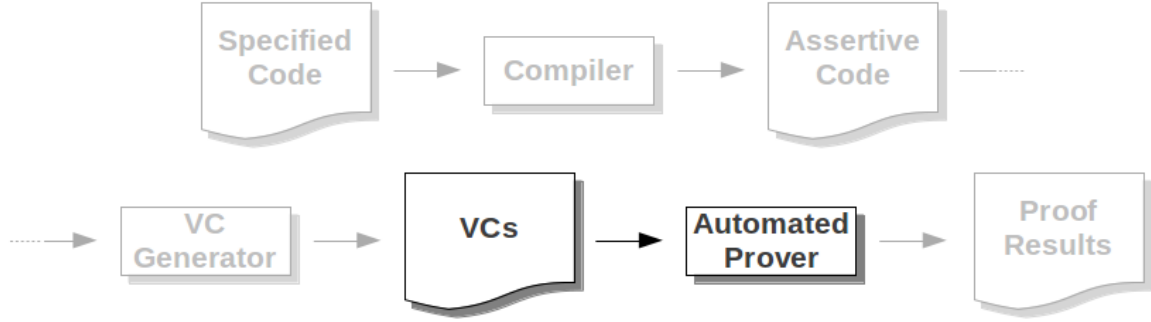 Specified
Code
Compiler
Assertive
Code
VC
Generator
VCs
Automated
Prover
Proof
Results